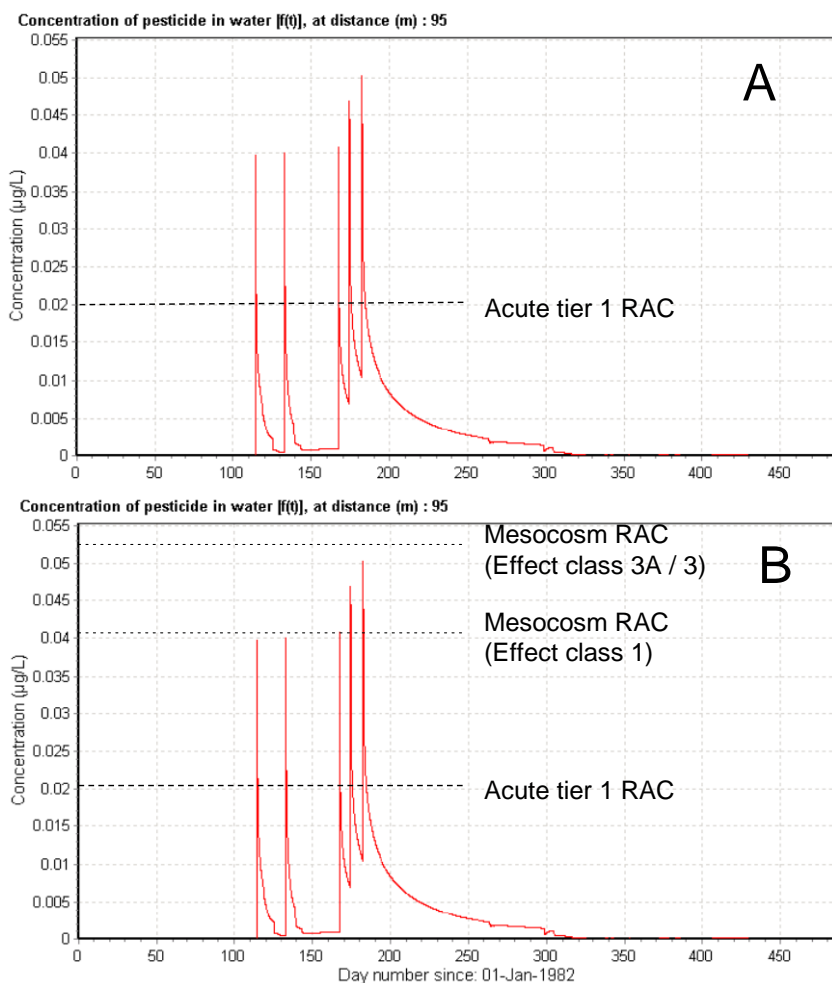 Concentration of pesticide in water [f(t)], at distance (m) : 95
A
0.055
0.05
0.045
0.04
0.035
0.03
0.025
0.02
0.015
0.01
0.005
0
Concentration (µg/L)
Acute tier 1 RAC
0 50 100 150 200 250 300 350 400 450
Concentration of pesticide in water [f(t)], at distance (m) : 95
B
0.055
0.05
0.045
0.04
0.035
0.03
0.025
0.02
0.015
0.01
0.005
0
Concentration (µg/L)
Mesocosm RAC
(Effect class 3A / 3)
Mesocosm RAC
(Effect class 1)
Acute tier 1 RAC
0 50 100 150 200 250 300 350 400 450
Day number since: 01-Jan-1982